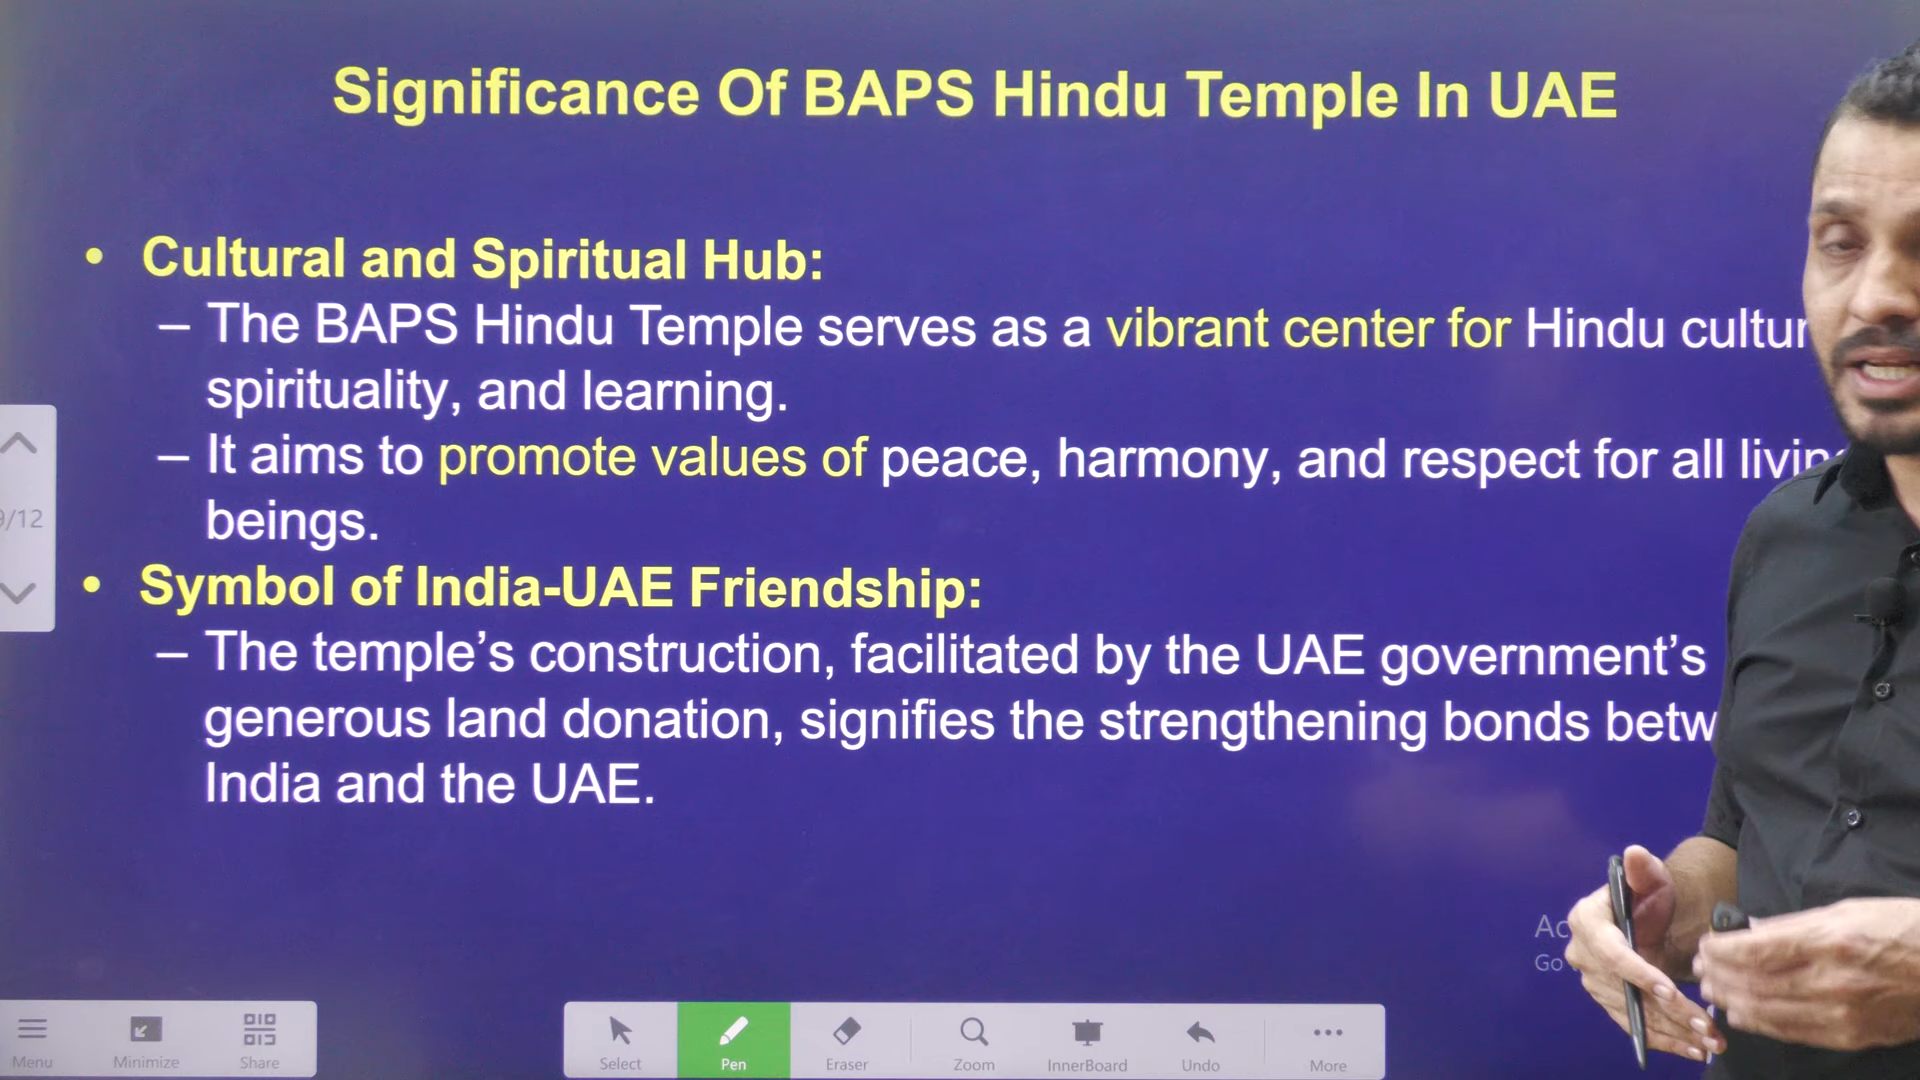 Significance Of BAPS Hindu Temple In UAE
• Cultural and Spiritual Hub:
– The BAPS Hindu Temple serves as a vibrant center for Hindu
spirituality, and learning.
– It aims to promote values of peace, harmony, and respect for all
beings.
• Symbol of India-UAE Friendship:
– The temple’s construction, facilitated by the UAE government’s
generous land donation, signifies the strengthening bonds
India and the UAE.
/12
Go
Menu Minimize Share Select Pen Eraser Zoom InnerBoard Undo More